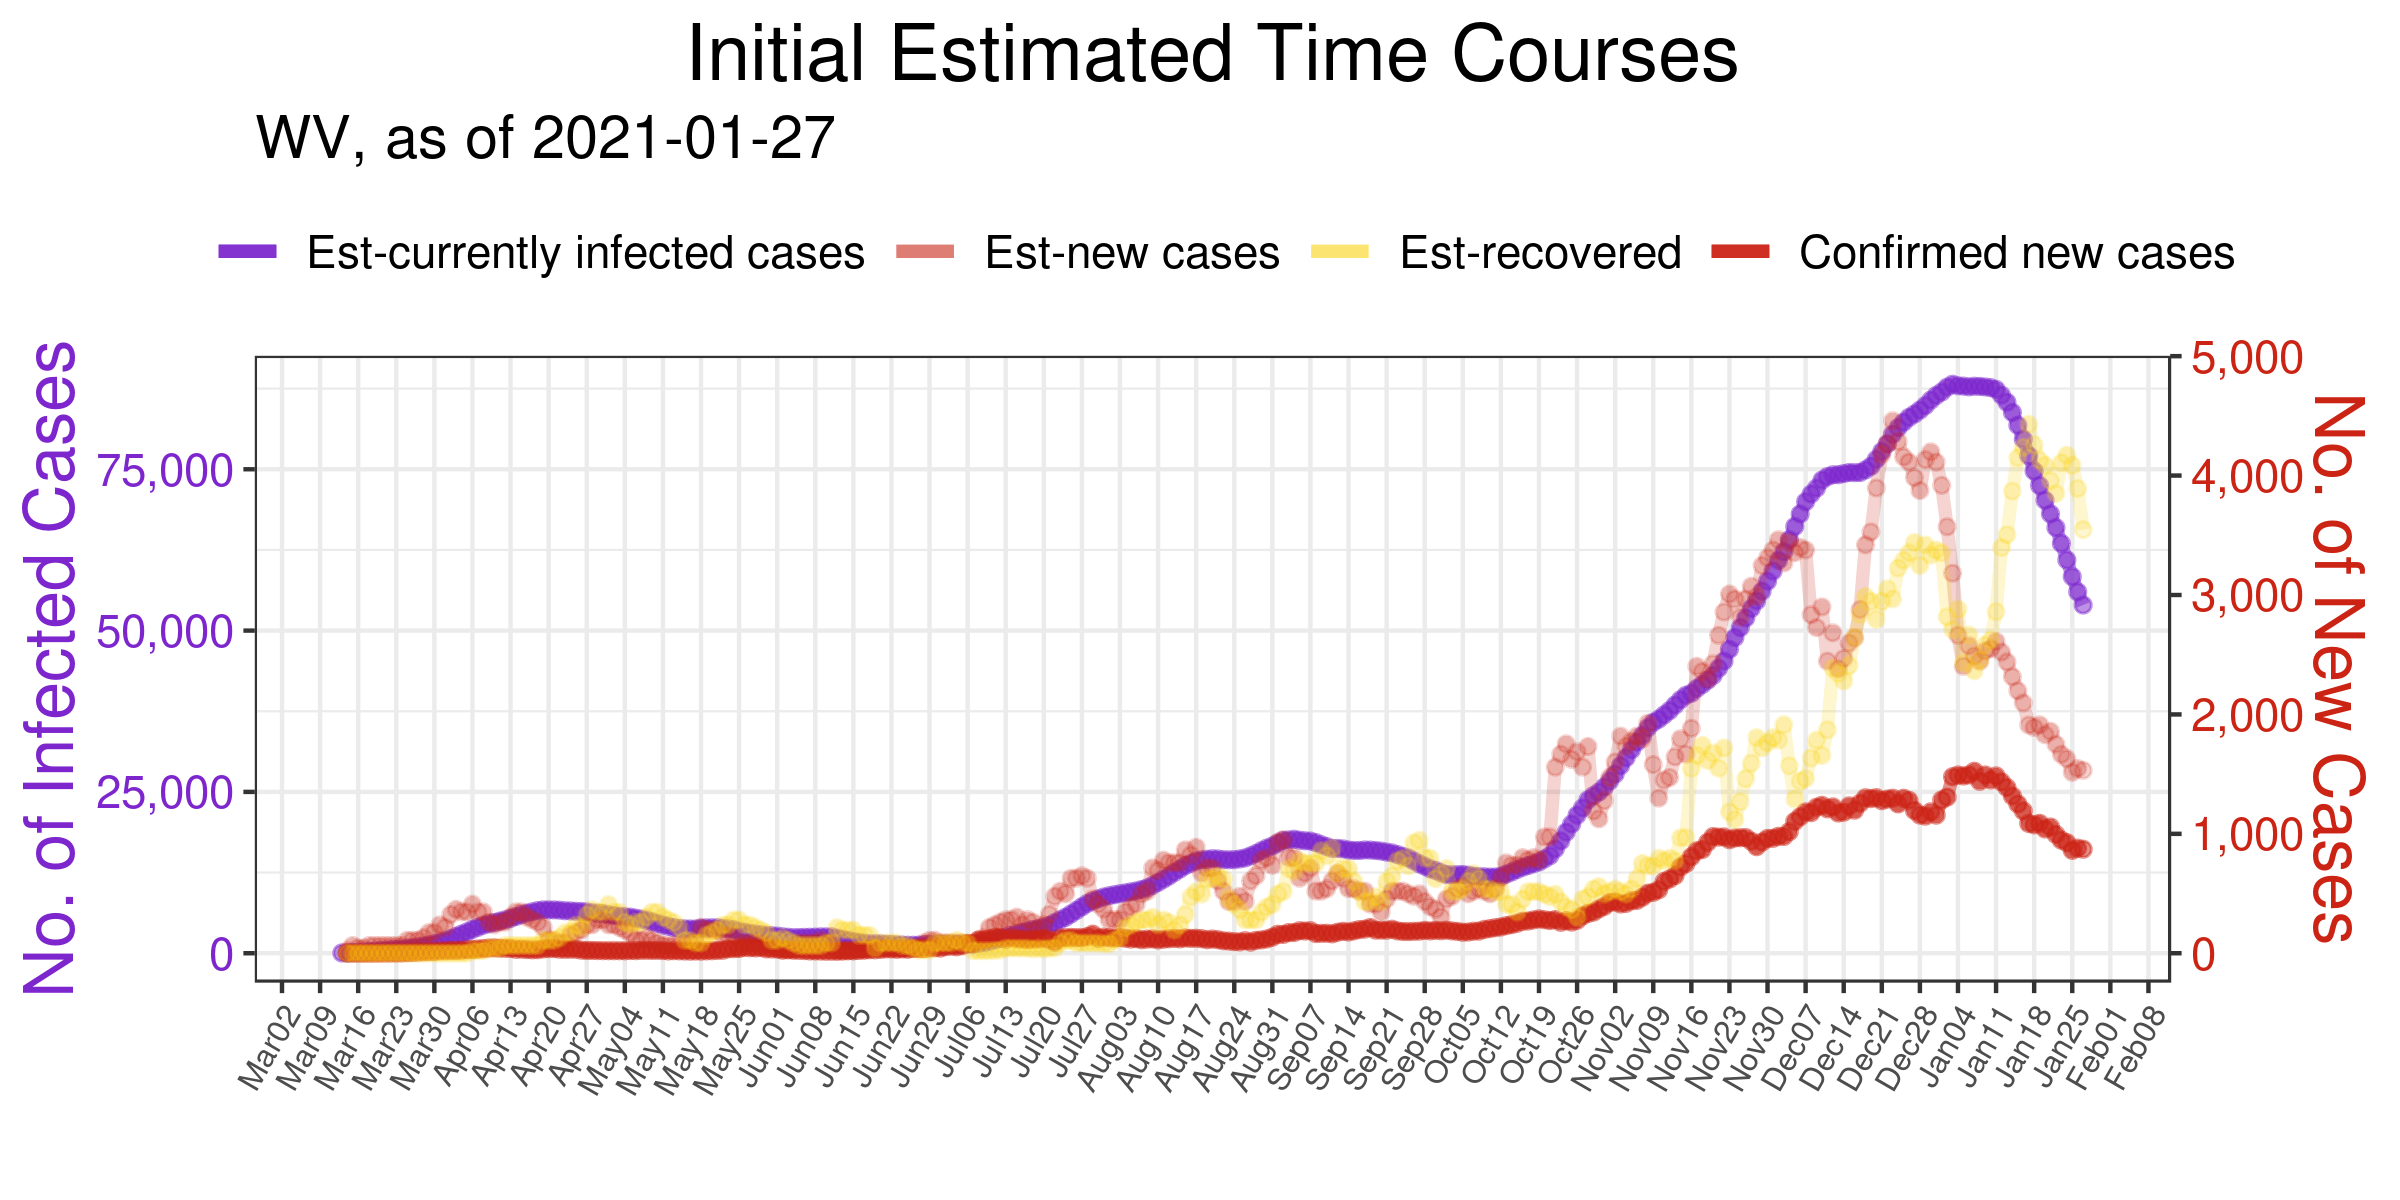 Initial Estimated Time Courses
WV, as of 2021-01-27
Est-currently infected cases Est-new cases Est-recovered Confirmed new cases
No. of Infected Cases
75,000
50,000
25,000
0
5,000
4,000
3,000
2,000
1,000
0
No. of New Cases
Mar02 Mar09 Mar16 Mar23 Mar30 Apr06 Apr13 Apr20 Apr27 May04 May11 May18 May25 Jun01 Jun08 Jun15 Jun22 Jun29 Jul06 Jul13 Jul20 Jul27 Aug03 Aug10 Aug17 Aug24 Aug31 Sep07 Sep14 Sep21 Sep28 Oct05 Oct12 Oct19 Oct26 Nov02 Nov09 Nov16 Nov23 Nov30 Dec07 Dec14 Dec21 Dec28 Jan04 Jan11 Jan18 Jan25 Feb01 Feb08